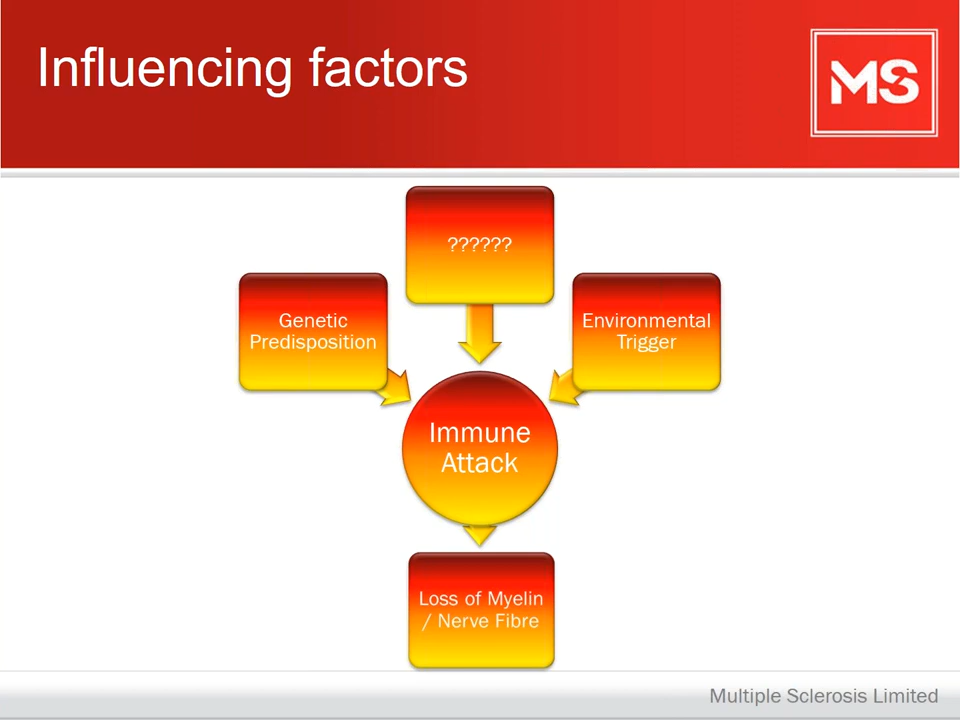 Influencing factors
MS
??????
Genetic
Predisposition
Environmental
Trigger
Immune
Attack
Loss of Myelin
/ Nerve Fibre
Multiple Sclerosis Limited